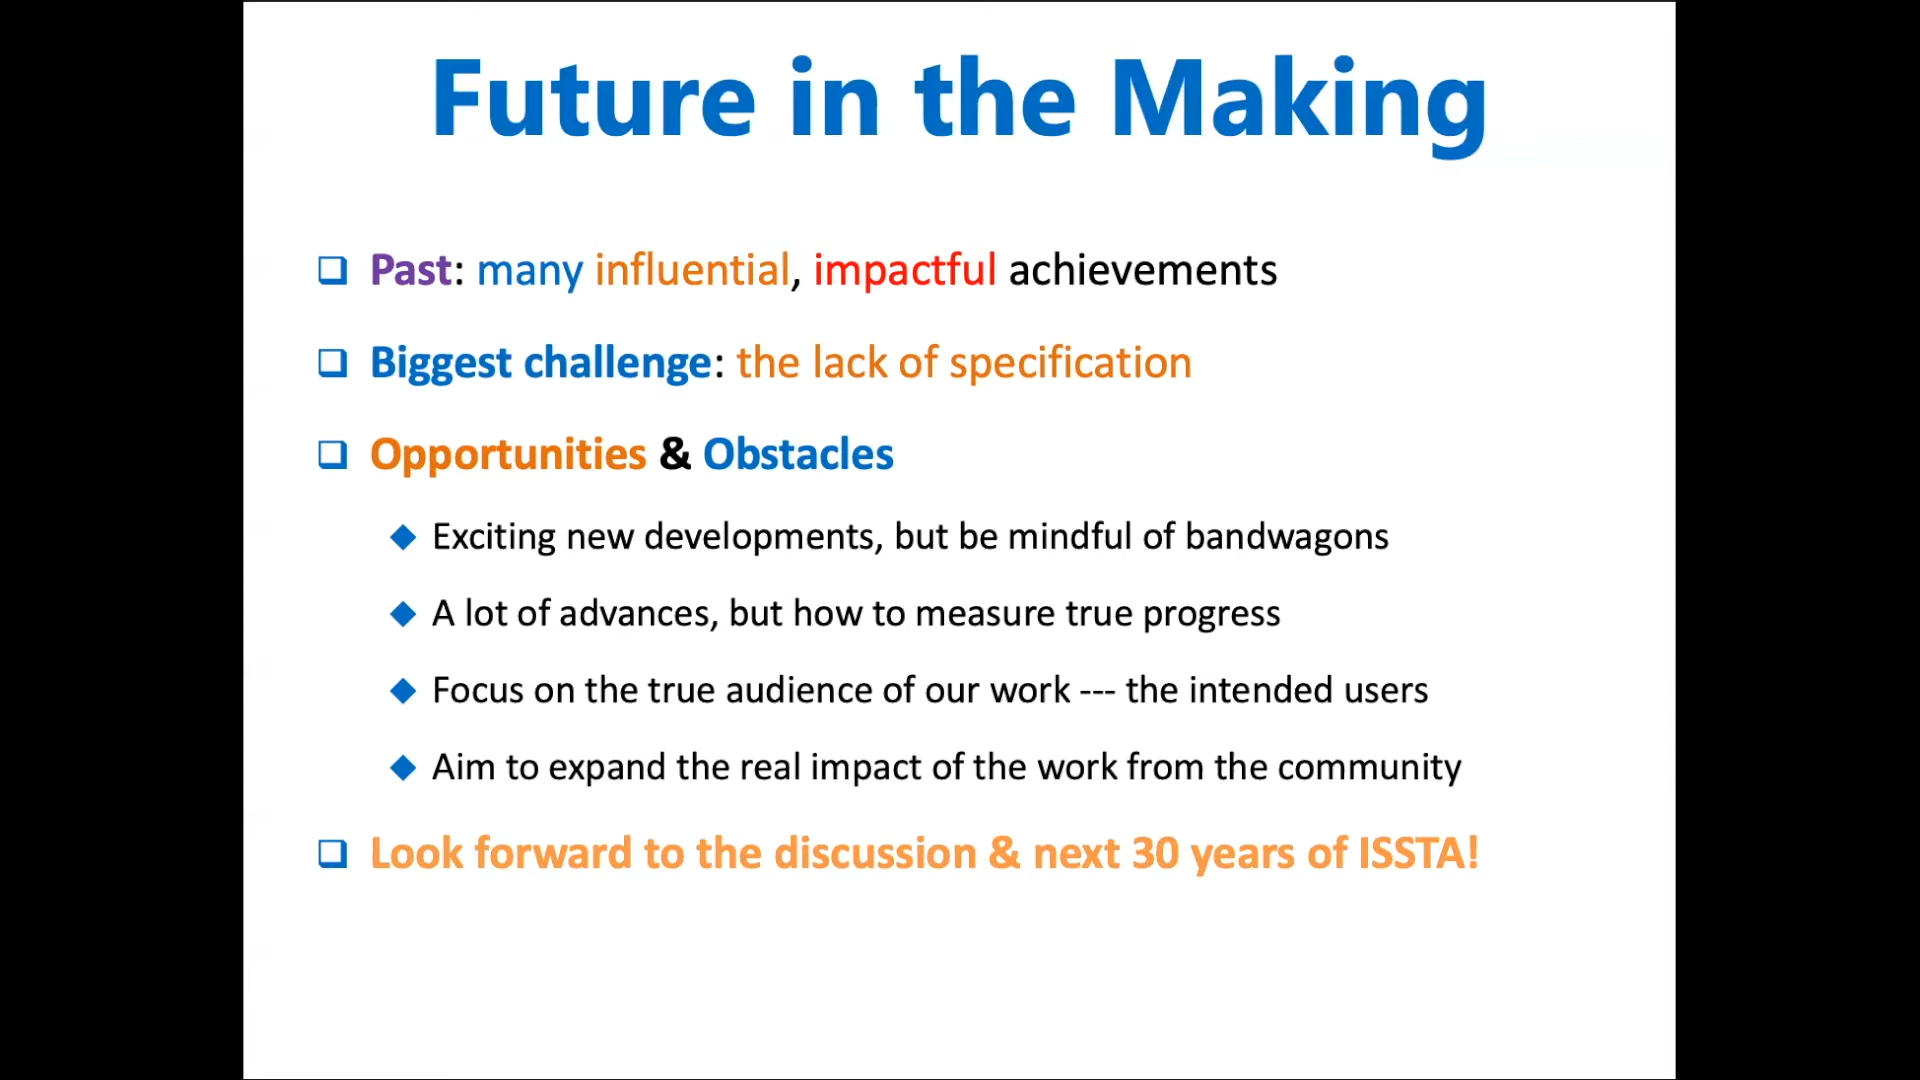 Future in the Making
Past: many influential, impactful achievements
Biggest challenge: the lack of specification
Opportunities & Obstacles
Exciting new developments, but be mindful of bandwagons
A lot of advances, but how to measure true progress
Focus on the true audience of our work --- the intended users
Aim to expand the real impact of the work from the community
Look forward to the discussion & next 30 years of ISSTA!